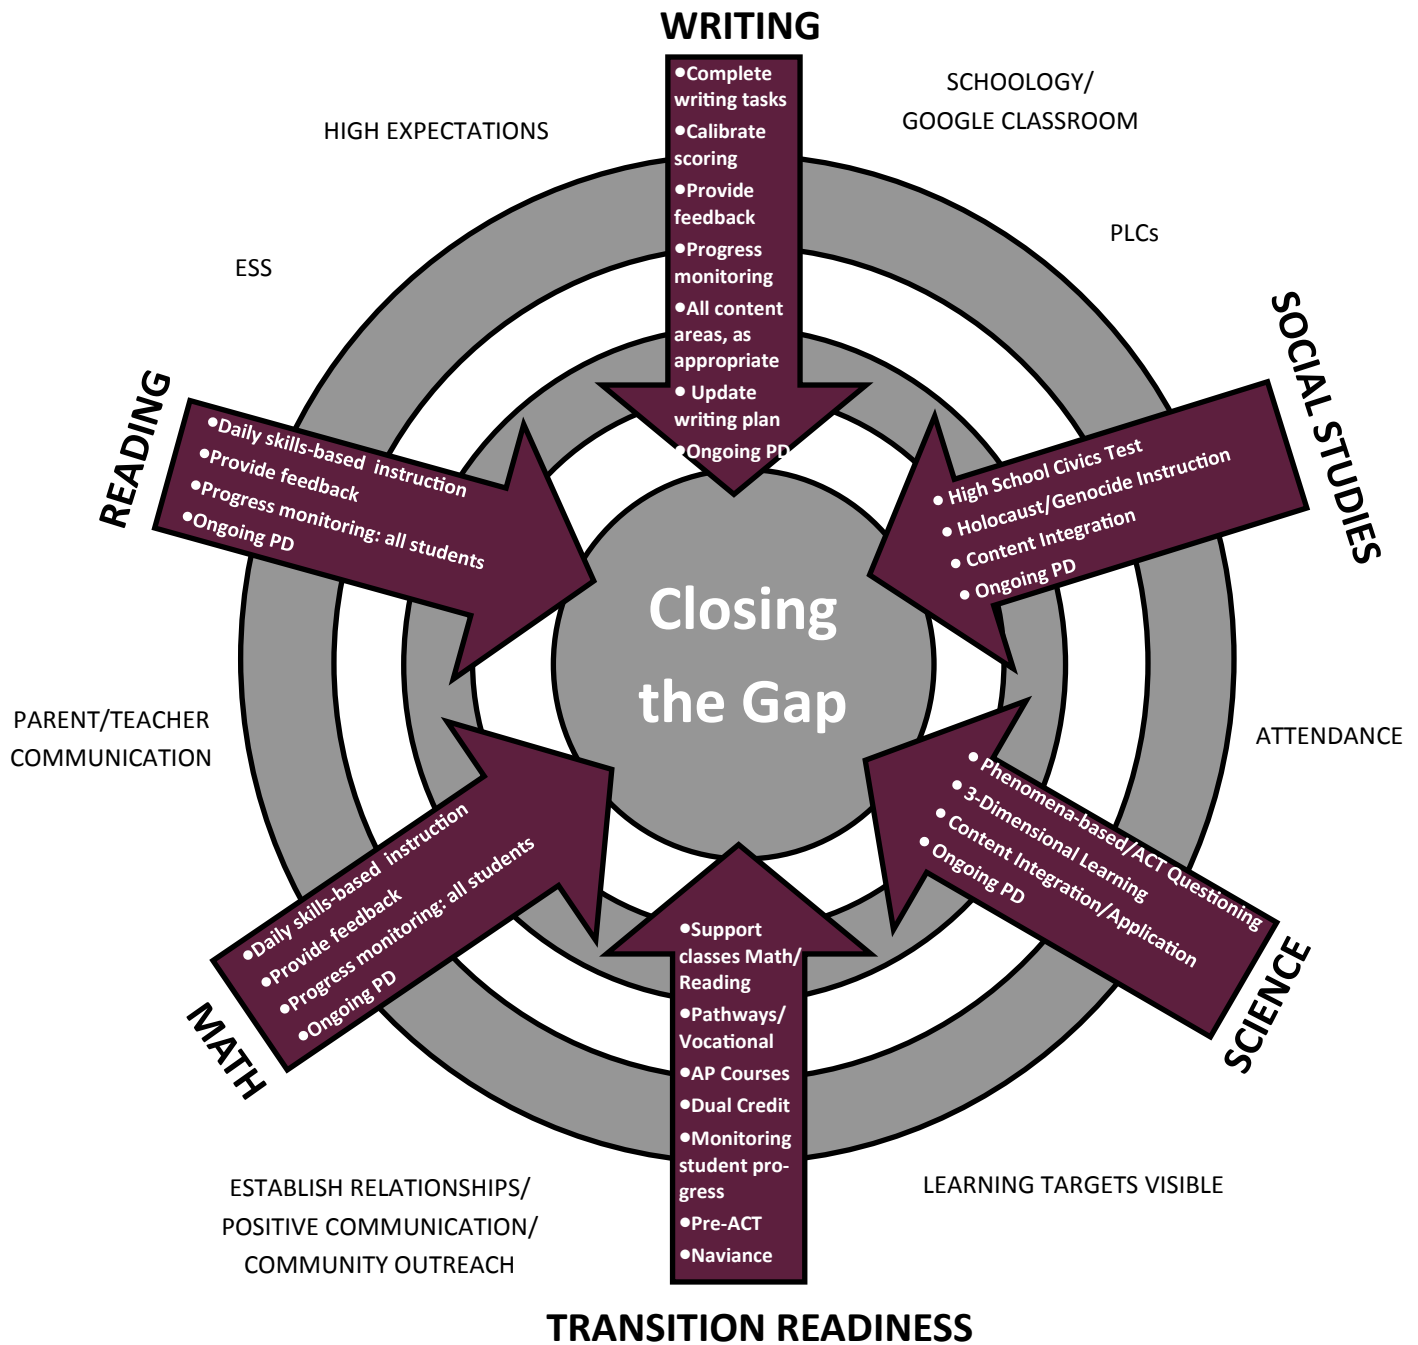 WRITING
•Complete
writing tasks
•Calibrate
scoring
•Provide
feedback
•Progress
monitoring
•All content
areas, as
appropriate
• Update
writing plan
•Ongoing PD
SCHOOLOGY/
GOOGLE CLASSROOM
HIGH EXPECTATIONS
PLCs
ESS
SOCIAL STUDIES
• High School Civics Test
• Holocaust/Genocide Instruction
• Content Integration
• Ongoing PD
READING
•Daily skills-based instruction
•Provide feedback
•Progress monitoring: all students
•Ongoing PD
Closing
the Gap
PARENT/TEACHER
COMMUNICATION
ATTENDANCE
MATH
•Daily skills-based instruction
•Provide feedback
•Progress monitoring: all students
•Ongoing PD
SCIENCE
• Phenomena-based/ACT Questioning
• 3-Dimensional Learning
• Content Integration/Application
• Ongoing PD
•Support
classes Math/
Reading
•Pathways/
Vocational
•AP Courses
•Dual Credit
•Monitoring
student pro-
gress
•Pre-ACT
•Naviance
ESTABLISH RELATIONSHIPS/
POSITIVE COMMUNICATION/
COMMUNITY OUTREACH
LEARNING TARGETS VISIBLE
TRANSITION READINESS